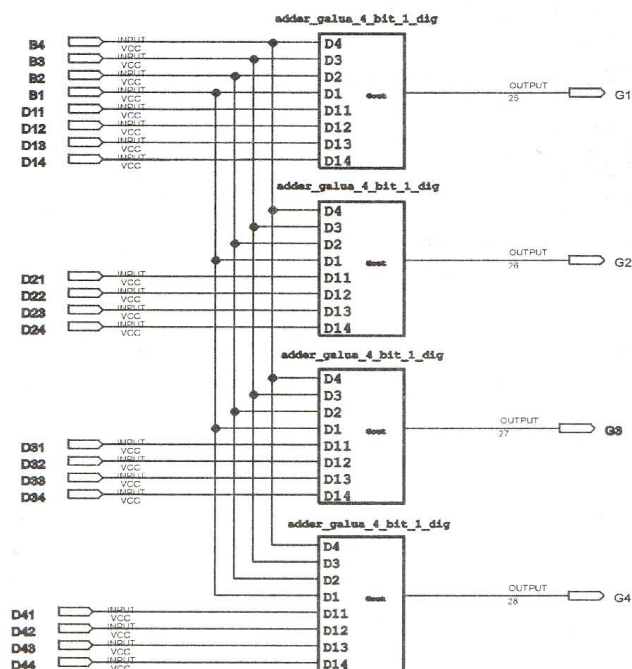 adder_galua_4_bit_1_dig
B4 INPUT VCC D4
B3 INPUT VCC D3
B2 INPUT VCC D2
B1 INPUT VCC D1 Gout OUTPUT 25 G1
D11 INPUT VCC D11
D12 INPUT VCC D12
D13 INPUT VCC D13
D14 INPUT VCC D14
adder_galua_4_bit_1_dig
D4
D3
D2
D1 Gout OUTPUT 26 G2
D21 INPUT VCC D11
D22 INPUT VCC D12
D23 INPUT VCC D13
D24 INPUT VCC D14
adder_galua_4_bit_1_dig
D4
D3
D2
D1 Gout OUTPUT 27 G3
D31 INPUT VCC D11
D32 INPUT VCC D12
D33 INPUT VCC D13
D34 INPUT VCC D14
adder_galua_4_bit_1_dig
D4
D3
D2
D1 Gout OUTPUT 28 G4
D41 INPUT VCC D11
D42 INPUT VCC D12
D43 INPUT VCC D13
D44 INPUT VCC D14